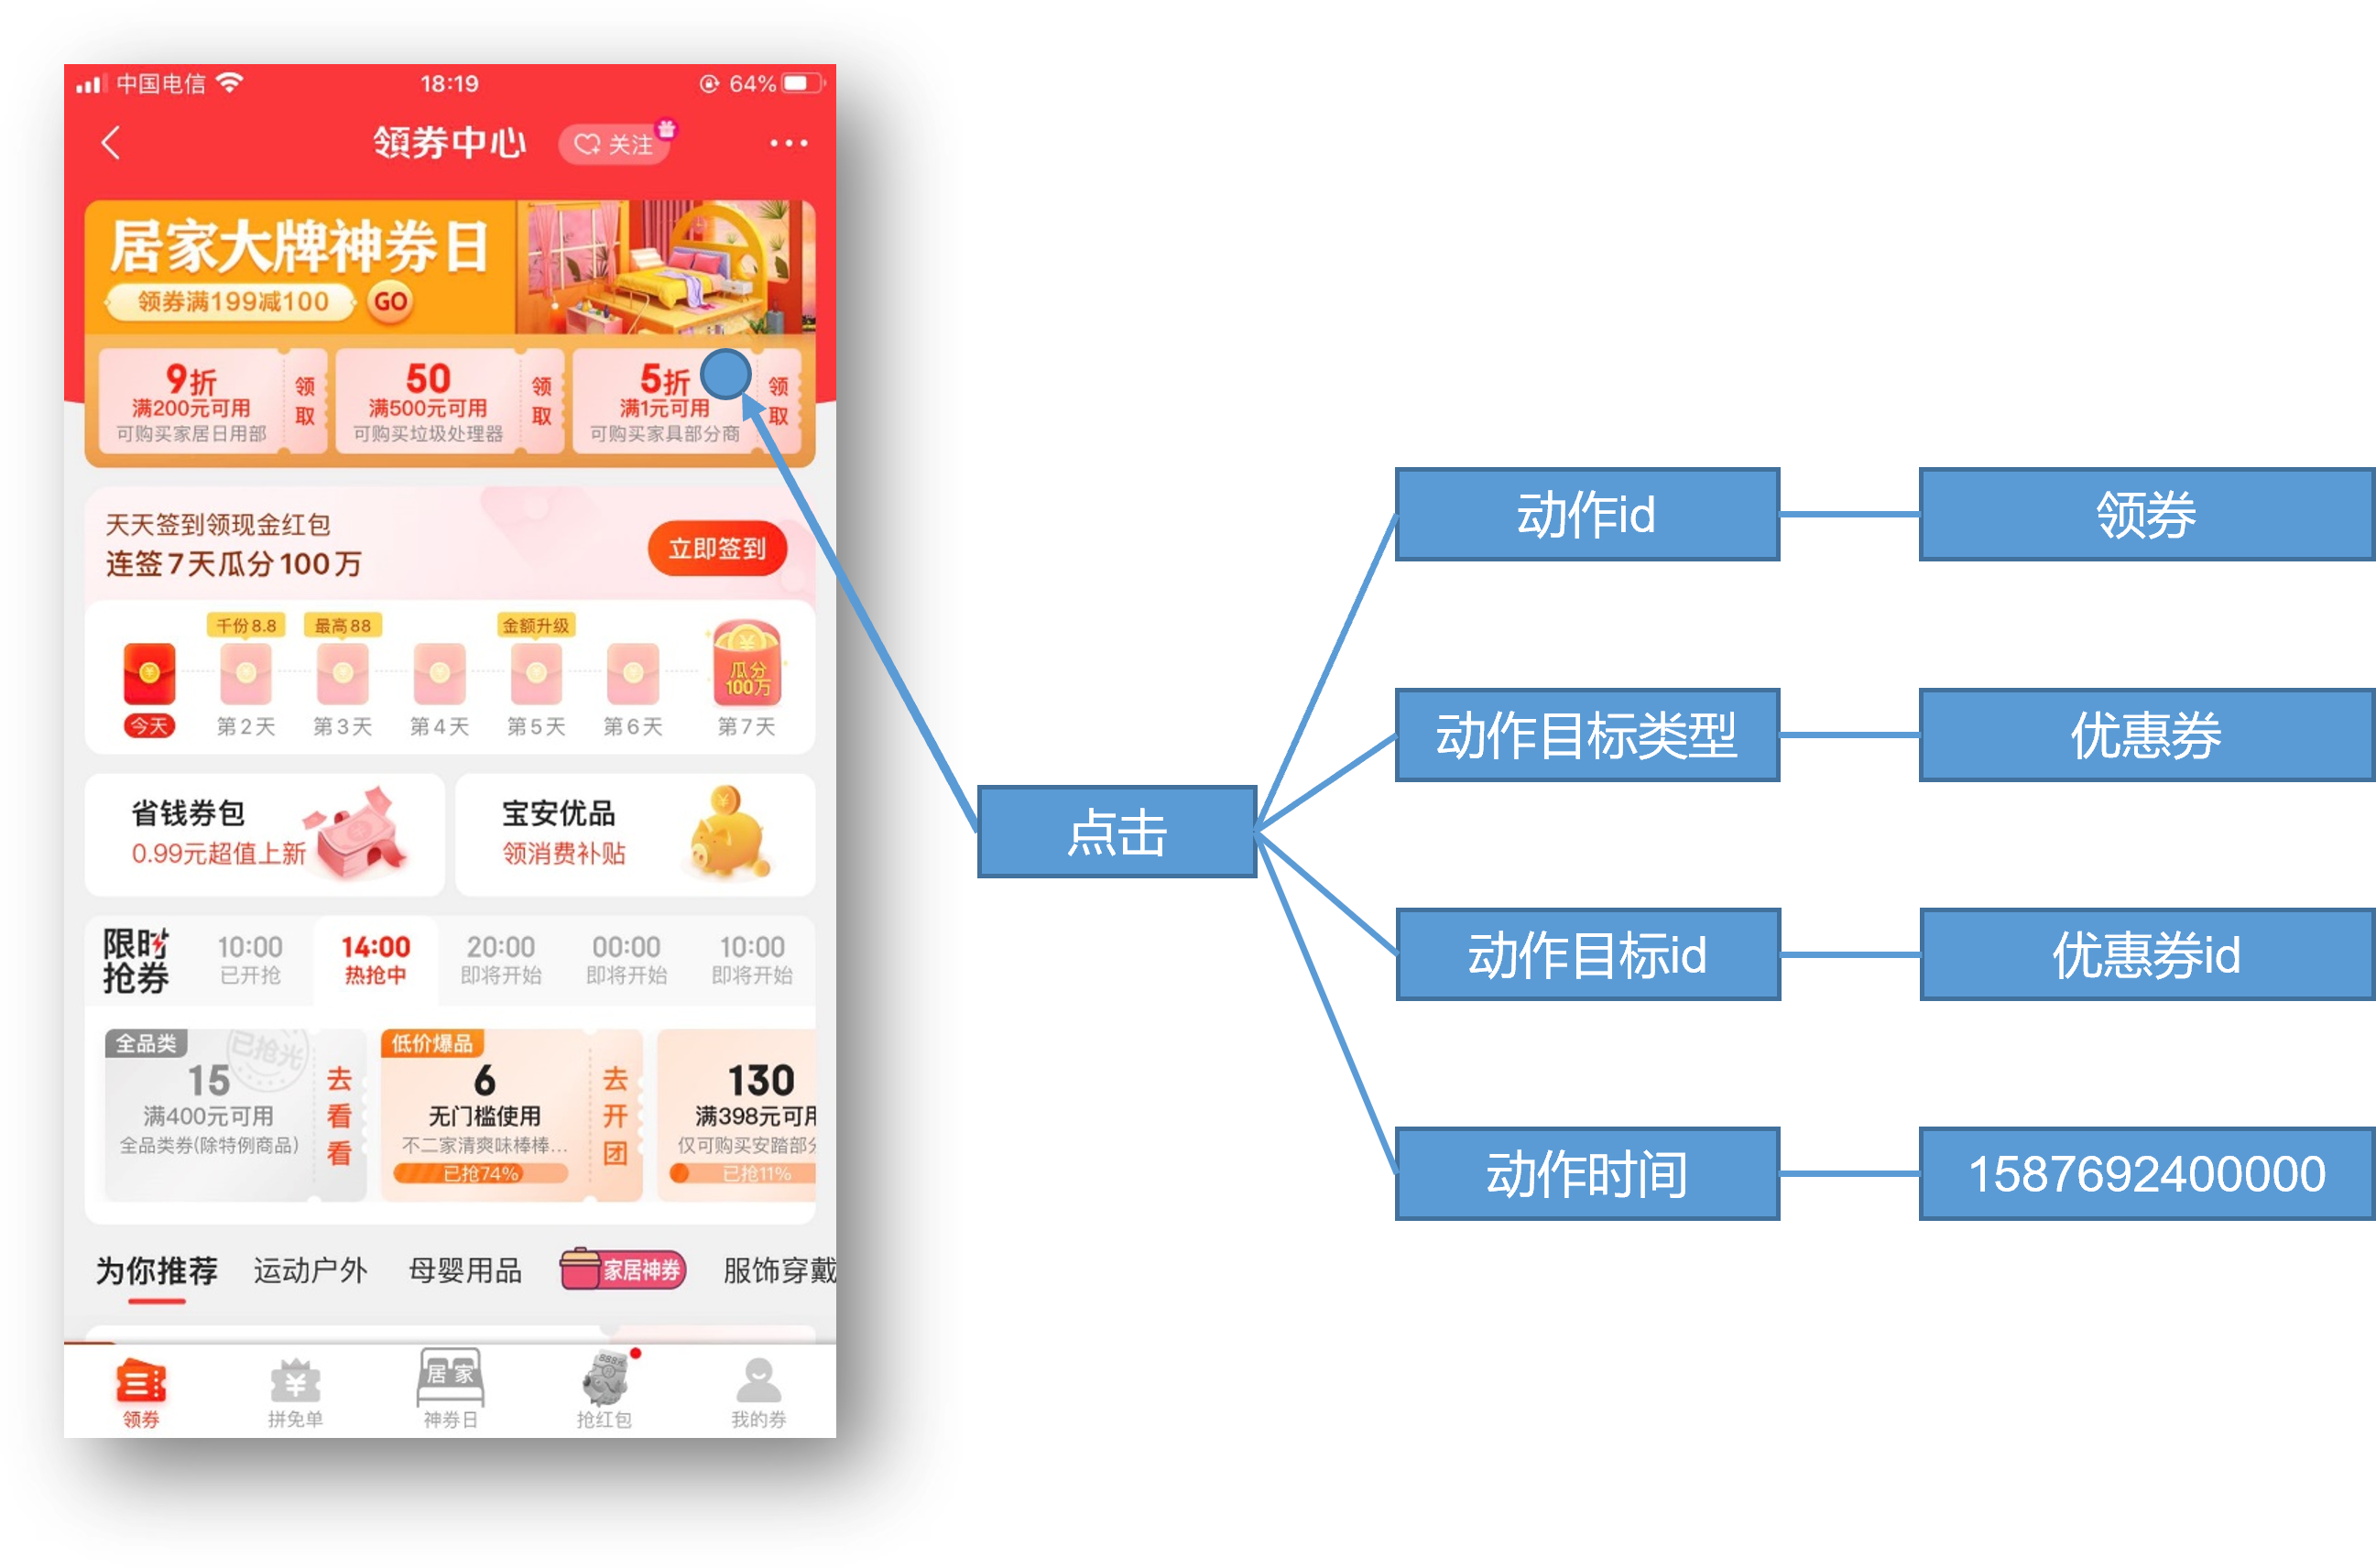 中国电信
18:19
64%
领券中心
关注
居家大牌神券日
领券满199减100
GO
9折
满200元可用
可购买家居日用部
领取
50
满500元可用
可购买垃圾处理器
领取
5折
满1元可用
可购买家具部分商
领取
天天签到领现金红包
连签7天瓜分100万
立即签到
千份8.8
最高88
金额升级
瓜分
100万
今天
第2天
第3天
第4天
第5天
第6天
第7天
省钱券包
0.99元超值上新
宝安优品
领消费补贴
限时
抢券
10:00
已开抢
14:00
热抢中
20:00
即将开始
00:00
即将开始
10:00
即将开始
全品类
已抢光
15
满400元可用
全品类券(除特例商品)
去看看
低价爆品
6
无门槛使用
不二家清爽味棒棒...
已抢74%
去开团
130
满398元可用
仅可购买安踏部分
已抢11%
为你推荐
运动户外
母婴用品
家居神券
服饰穿戴
领券
拼免单
居家
神券日
888元
抢红包
我的券
点击
动作id
领券
动作目标类型
优惠券
动作目标id
优惠券id
动作时间
1587692400000